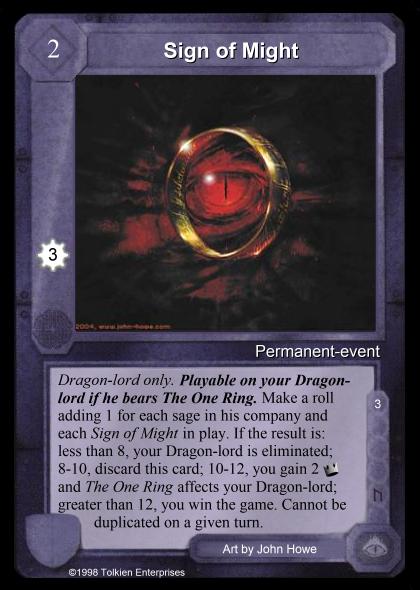 2
Sign of Might
3
2004, www.john-howe.com
Permanent-event
Dragon-lord only. Playable on your Dragon-
lord if he bears The One Ring. Make a roll
adding 1 for each sage in his company and
each Sign of Might in play. If the result is:
less than 8, your Dragon-lord is eliminated;
8-10, discard this card; 10-12, you gain 2
and The One Ring affects your Dragon-lord;
greater than 12, you win the game. Cannot be
duplicated on a given turn.
3
Art by John Howe
©1998 Tolkien Enterprises